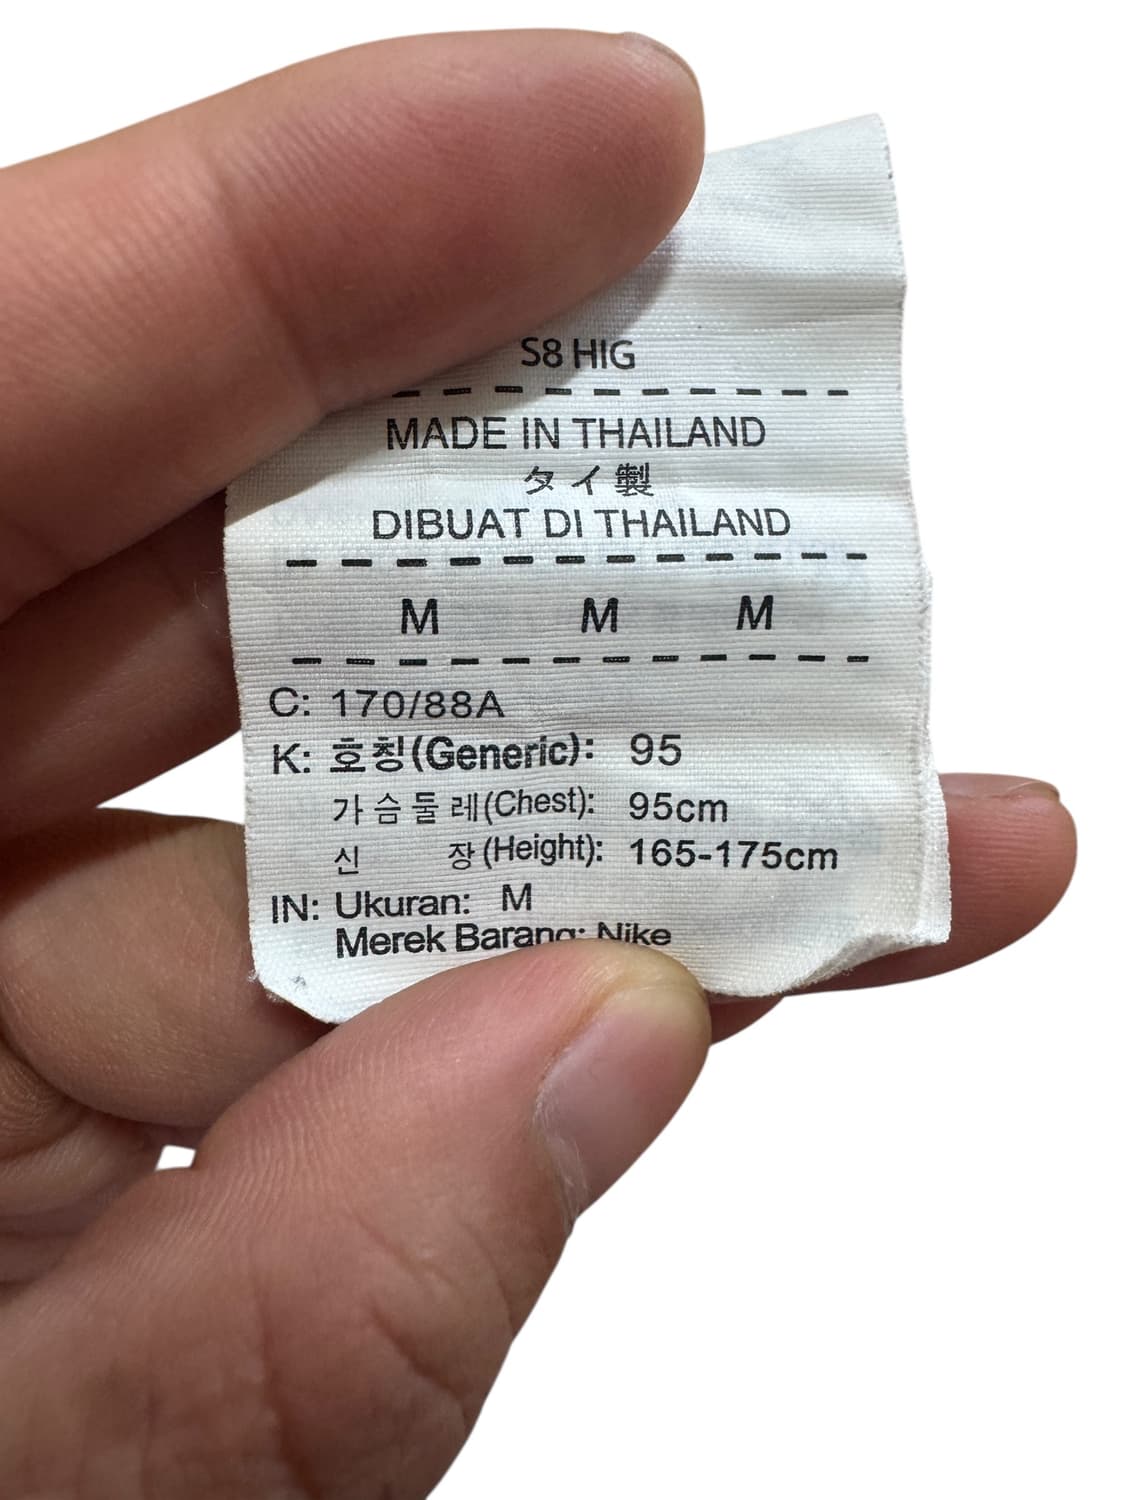 S8 HIG
MADE IN THAILAND
タイ製
DIBUAT DI THAILAND
M M M
C: 170/88A
K: 호칭(Generic): 95
가슴둘레(Chest): 95cm
신 장(Height): 165-175cm
IN: Ukuran: M
Merek Barang: Nike